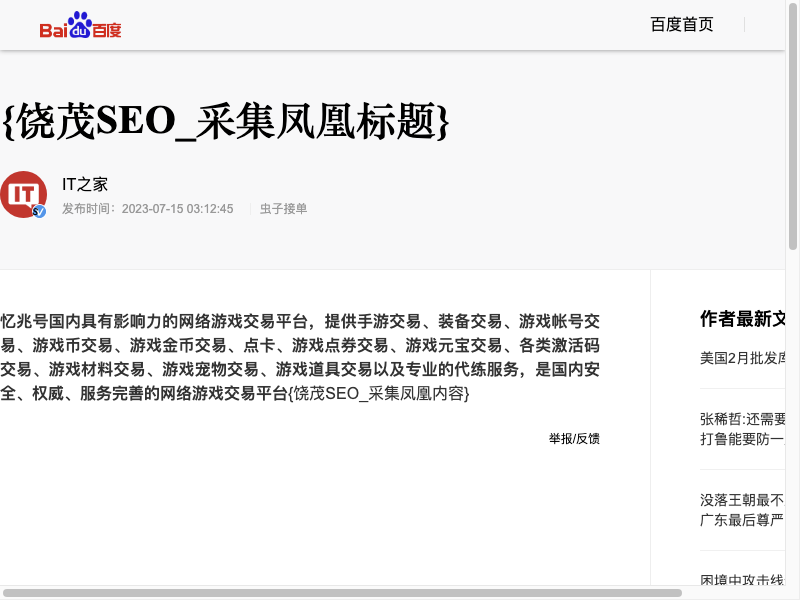 Baidu百度
百度首页
{饶茂SEO_采集凤凰标题}
IT
IT之家
发布时间：2023-07-15 03:12:45
虫子接单
忆兆号国内具有影响力的网络游戏交易平台，提供手游交易、装备交易、游戏帐号交
易、游戏币交易、游戏金币交易、点卡、游戏点券交易、游戏元宝交易、各类激活码
交易、游戏材料交易、游戏宠物交易、游戏道具交易以及专业的代练服务，是国内安
全、权威、服务完善的网络游戏交易平台{饶茂SEO_采集凤凰内容}
举报/反馈
作者最新文
美国2月批发库
张稀哲:还需要
打鲁能要防一
没落王朝最不
广东最后尊严
困境中攻击线